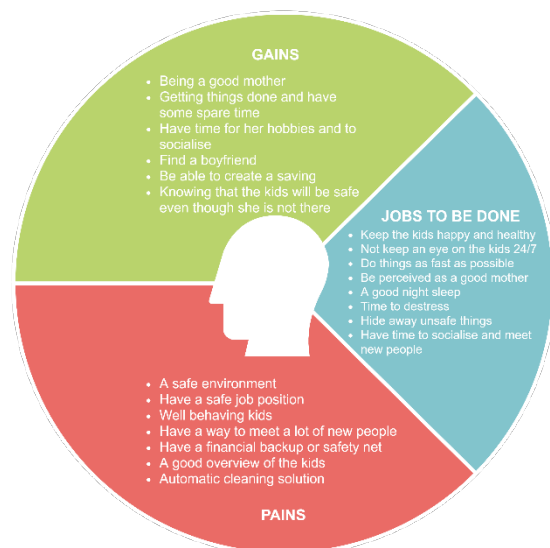 GAINS
• Being a good mother
• Getting things done and have
some spare time
• Have time for her hobbies and to
socialise
• Find a boyfriend
• Be able to create a saving
• Knowing that the kids will be safe
even though she is not there
JOBS TO BE DONE
• Keep the kids happy and healthy
• Not keep an eye on the kids 24/7
• Do things as fast as possible
• Be perceived as a good mother
• A good night sleep
• Time to destress
• Hide away unsafe things
• Have time to socialise and meet
new people
• A safe environment
• Have a safe job position
• Well behaving kids
• Have a way to meet a lot of new people
• Have a financial backup or safety net
• A good overview of the kids
• Automatic cleaning solution
PAINS